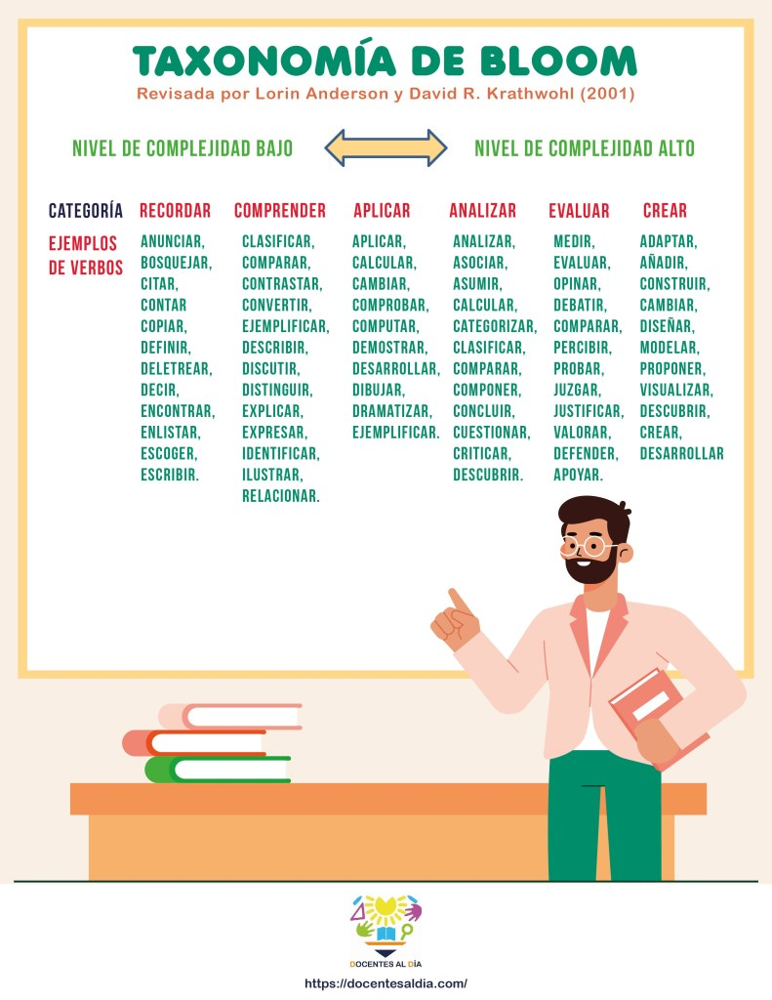 TAXONOMÍA DE BLOOM
Revisada por Lorin Anderson y David R. Krathwohl (2001)
NIVEL DE COMPLEJIDAD BAJO
NIVEL DE COMPLEJIDAD ALTO
CATEGORÍA
EJEMPLOS
DE VERBOS
RECORDAR
ANUNCIAR,
BOSQUEJAR,
CITAR,
CONTAR
COPIAR,
DEFINIR,
DELETREAR,
DECIR,
ENCONTRAR,
ENLISTAR,
ESCOGER,
ESCRIBIR.
COMPRENDER
CLASIFICAR,
COMPARAR,
CONTRASTAR,
CONVERTIR,
EJEMPLIFICAR,
DESCRIBIR,
DISCUTIR,
DISTINGUIR,
EXPLICAR,
EXPRESAR,
IDENTIFICAR,
ILUSTRAR,
RELACIONAR.
APLICAR
APLICAR,
CALCULAR,
CAMBIAR,
COMPROBAR,
COMPUTAR,
DEMOSTRAR,
DESARROLLAR,
DIBUJAR,
DRAMATIZAR,
EJEMPLIFICAR.
ANALIZAR
ANALIZAR,
ASOCIAR,
ASUMIR,
CALCULAR,
CATEGORIZAR,
CLASIFICAR,
COMPARAR,
COMPONER,
CONCLUIR,
CUESTIONAR,
CRITICAR,
DESCUBRIR.
EVALUAR
MEDIR,
EVALUAR,
OPINAR,
DEBATIR,
COMPARAR,
PERCIBIR,
PROBAR,
JUZGAR,
JUSTIFICAR,
VALORAR,
DEFENDER,
APOYAR.
CREAR
ADAPTAR,
AÑADIR,
CONSTRUIR,
CAMBIAR,
DISEÑAR,
MODELAR,
PROPONER,
VISUALIZAR,
DESCUBRIR,
CREAR,
DESARROLLAR
DOCENTES AL DÍA
https://docentesaldia.com/